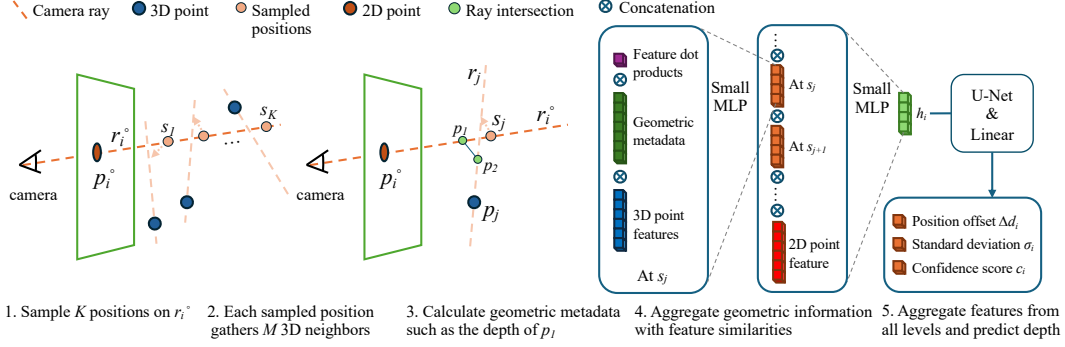 Camera ray
3D point
Sampled
positions
2D point
Ray intersection
Concatenation
camera
p_i°
r_i°
s_1
s_K
...
camera
p_i°
r_j
p_1
s_j
p_2
p_j
r_i°
Feature dot
products
Geometric
metadata
3D point
features
At s_j
Small
MLP
At s_j
At s_{j+1}
2D point
feature
Small
MLP
h_i
U-Net
&
Linear
Position offset Δd_i
Standard deviation σ_i
Confidence score c_i
1. Sample K positions on r_i°
2. Each sampled position
gathers M 3D neighbors
3. Calculate geometric metadata
such as the depth of p_1
4. Aggregate geometric information
with feature similarities
5. Aggregate features from
all levels and predict depth